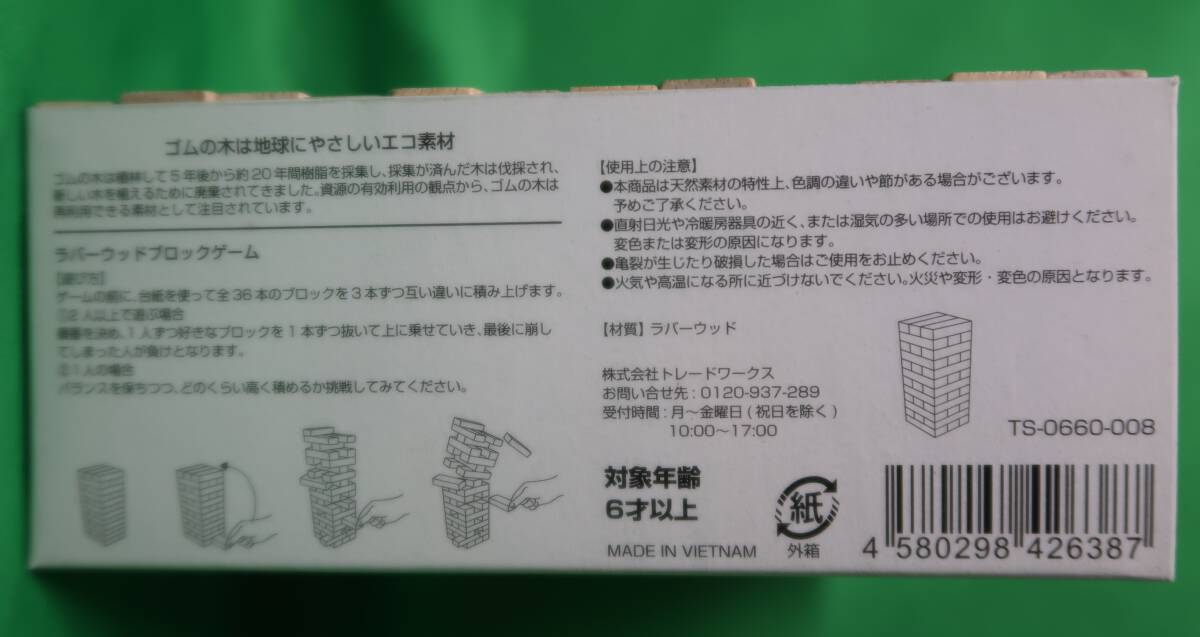 ゴムの木は地球にやさしいエコ素材
ゴムの木は植林して5年後から約20年間樹脂を採集し、採集が済んだ木は伐採され、
新しい木を植えるために廃棄されてきました。資源の有効利用の観点から、ゴムの木は
再利用できる素材として注目されています。
ラバーウッドブロックゲーム
【遊び方】
ゲームの前に、台紙を使って全36本のブロックを3本ずつ互い違いに積み上げます。
①2人以上で遊ぶ場合
順番を決め、1人ずつ好きなブロックを1本ずつ抜いて上に乗せていき、最後に崩し
てしまった人が負けとなります。
②1人の場合
バランスを保ちつつ、どのくらい高く積めるか挑戦してみてください。
【使用上の注意】
●本商品は天然素材の特性上、色調の違いや節がある場合がございます。
予めご了承ください。
●直射日光や冷暖房器具の近く、または湿気の多い場所での使用はお避けください。
変色または変形の原因になります。
●亀裂が生じたり破損した場合はご使用をお止めください。
●火気や高温になる所に近づけないでください。火災や変形・変色の原因となります。
【材質】ラバーウッド
株式会社トレードワークス
お問い合せ先:0120-937-289
受付時間:月~金曜日(祝日を除く)
10:00~17:00
TS-0660-008
対象年齢
6才以上
MADE IN VIETNAM
紙
外箱
4 580298 426387